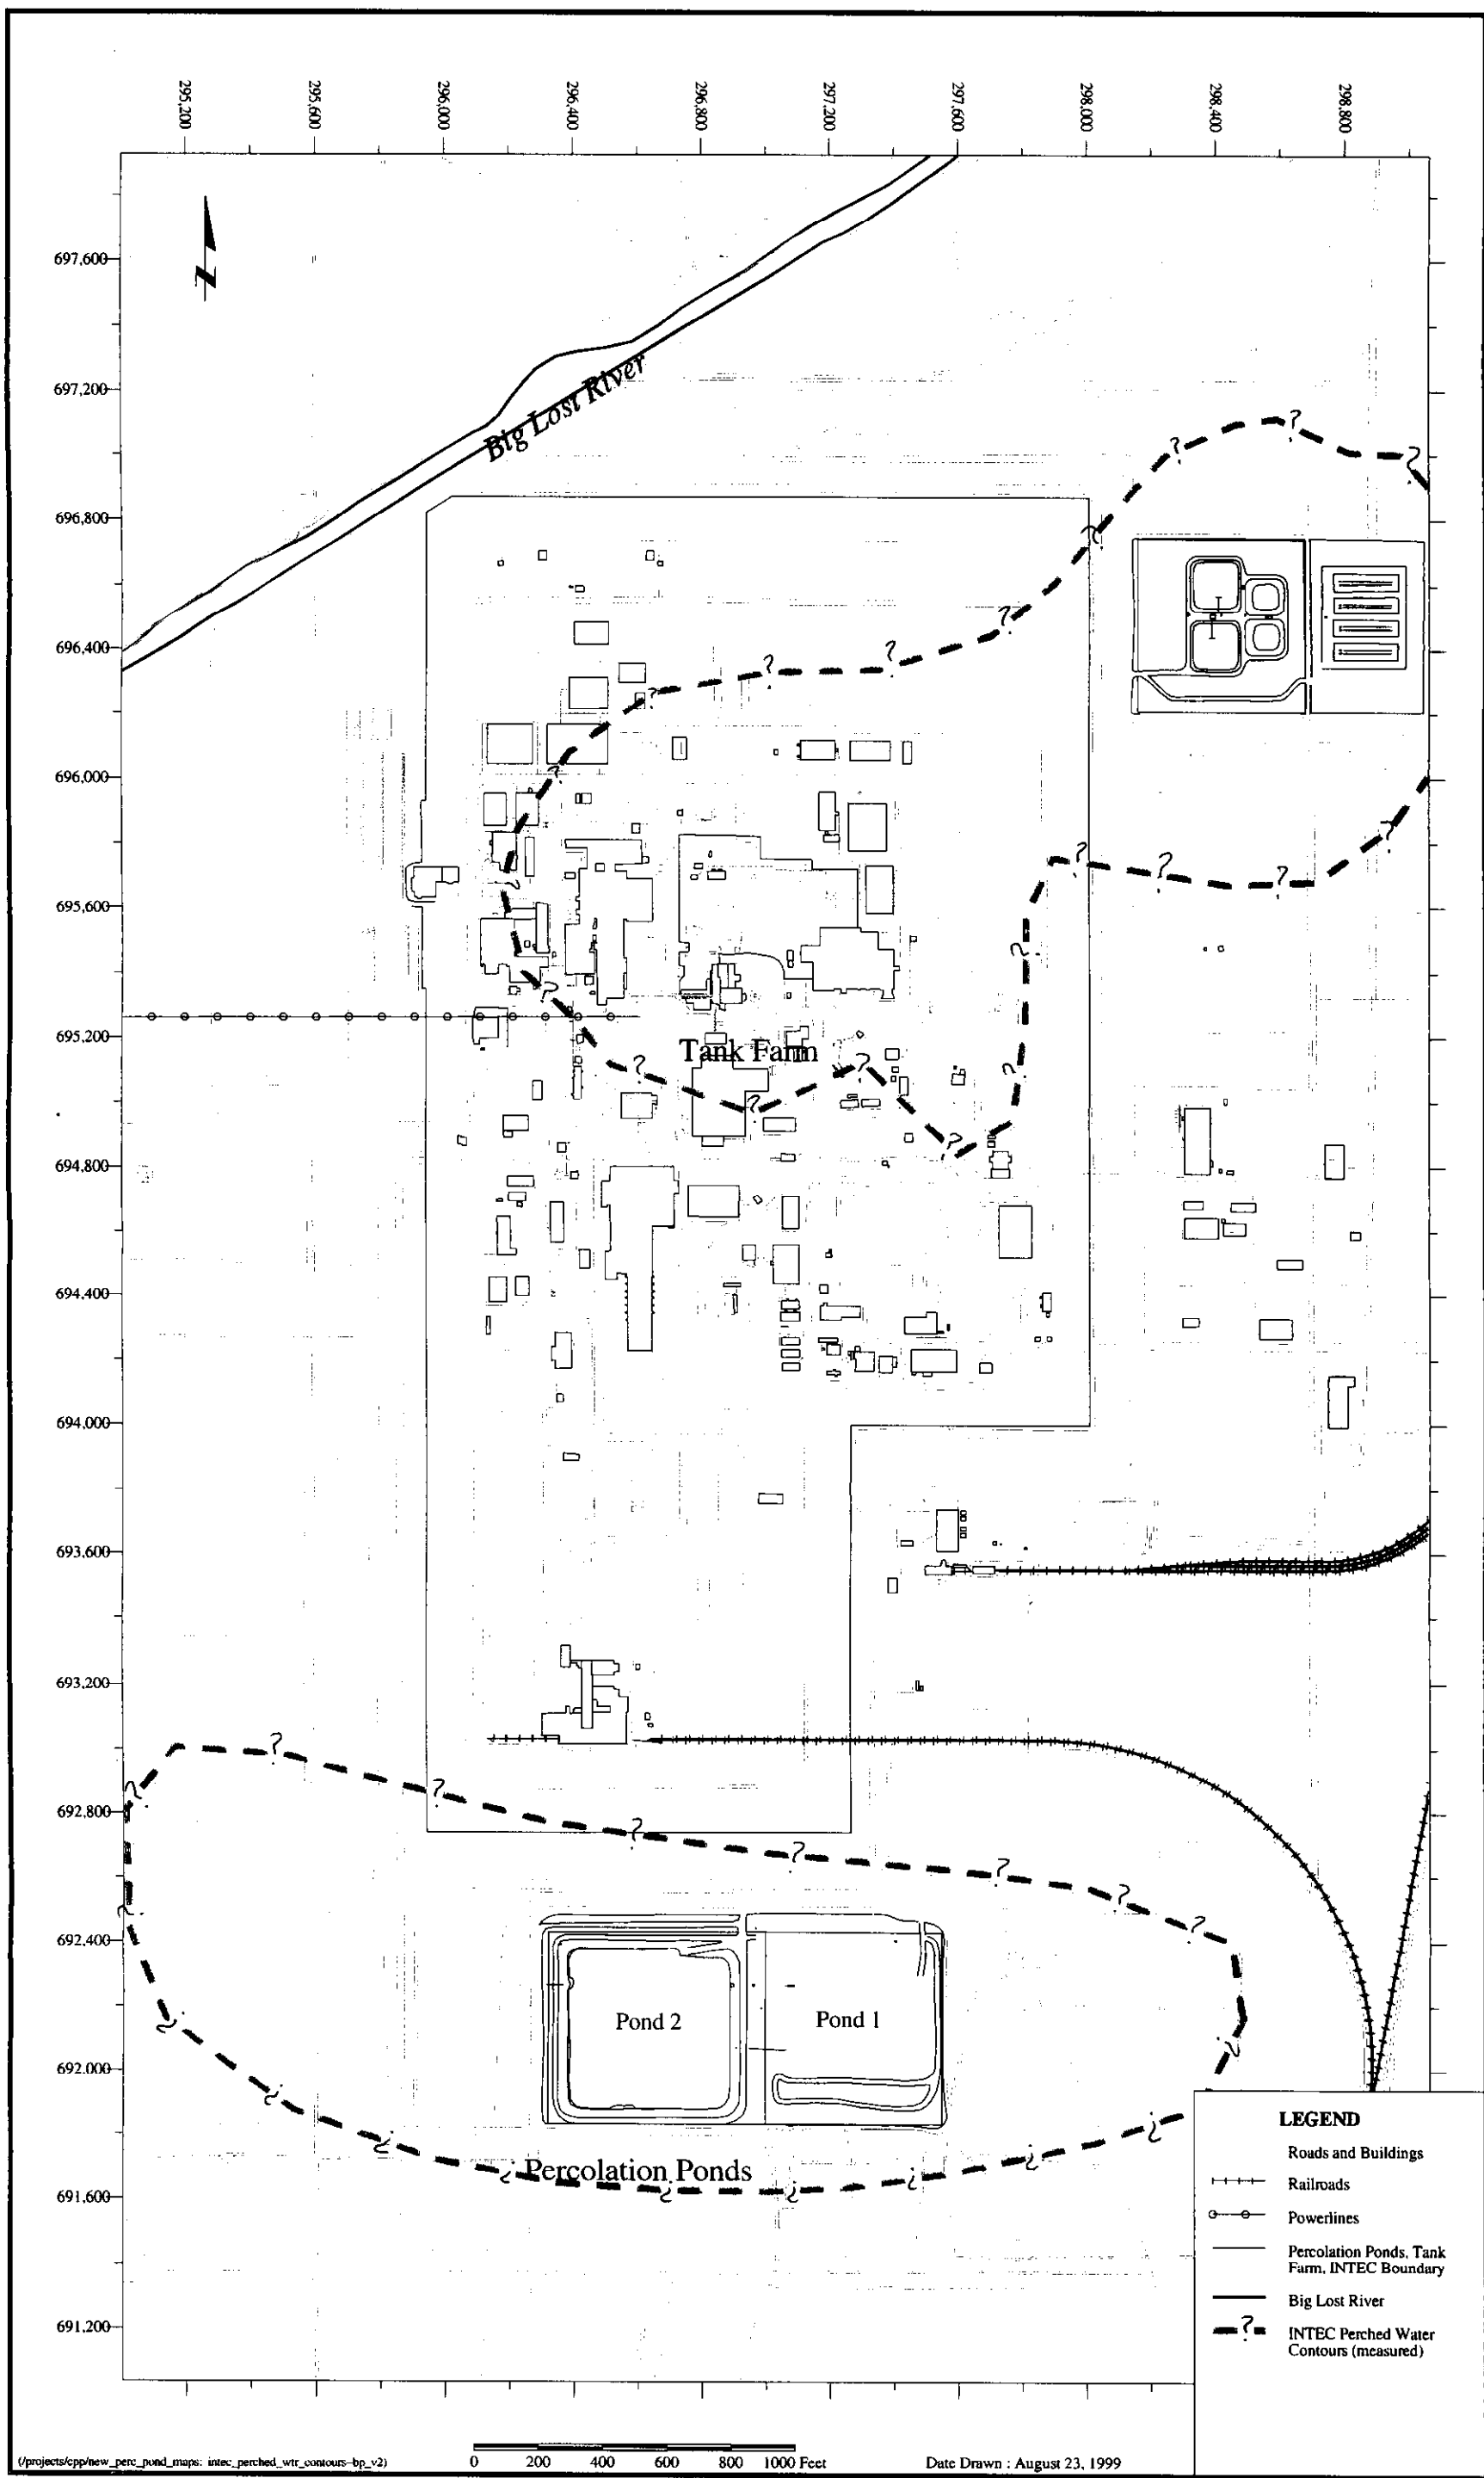 295,200
295,600
296,000
296,400
296,800
297,200
297,600
298,000
298,400
298,800
697,600
697,200
696,800
696,400
696,000
695,600
695,200
694,800
694,400
694,000
693,600
693,200
692,800
692,400
692,000
691,600
691,200
N
Big Lost River
Tank Farm
Pond 2
Pond 1
Percolation Ponds
LEGEND
Roads and Buildings
Railroads
Powerlines
Percolation Ponds, Tank
Farm, INTEC Boundary
Big Lost River
?
INTEC Perched Water
Contours (measured)
(/projects/cpp/new_perc_pond_maps: intec_perched_wtr_contours-bp_v2)
0 200 400 600 800 1000 Feet
Date Drawn : August 23, 1999